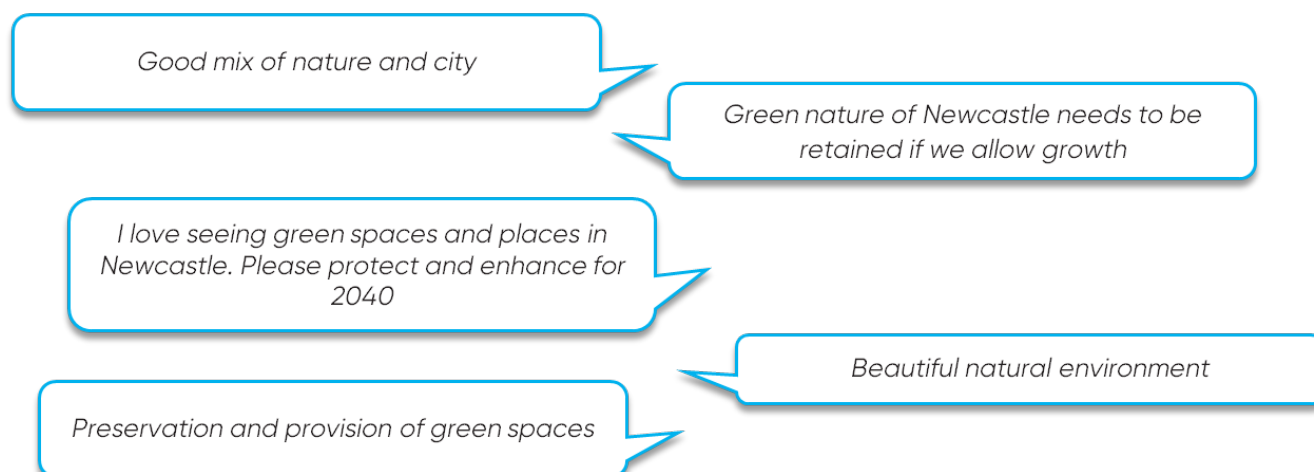 Good mix of nature and city
Green nature of Newcastle needs to be
retained if we allow growth
I love seeing green spaces and places in
Newcastle. Please protect and enhance for
2040
Beautiful natural environment
Preservation and provision of green spaces